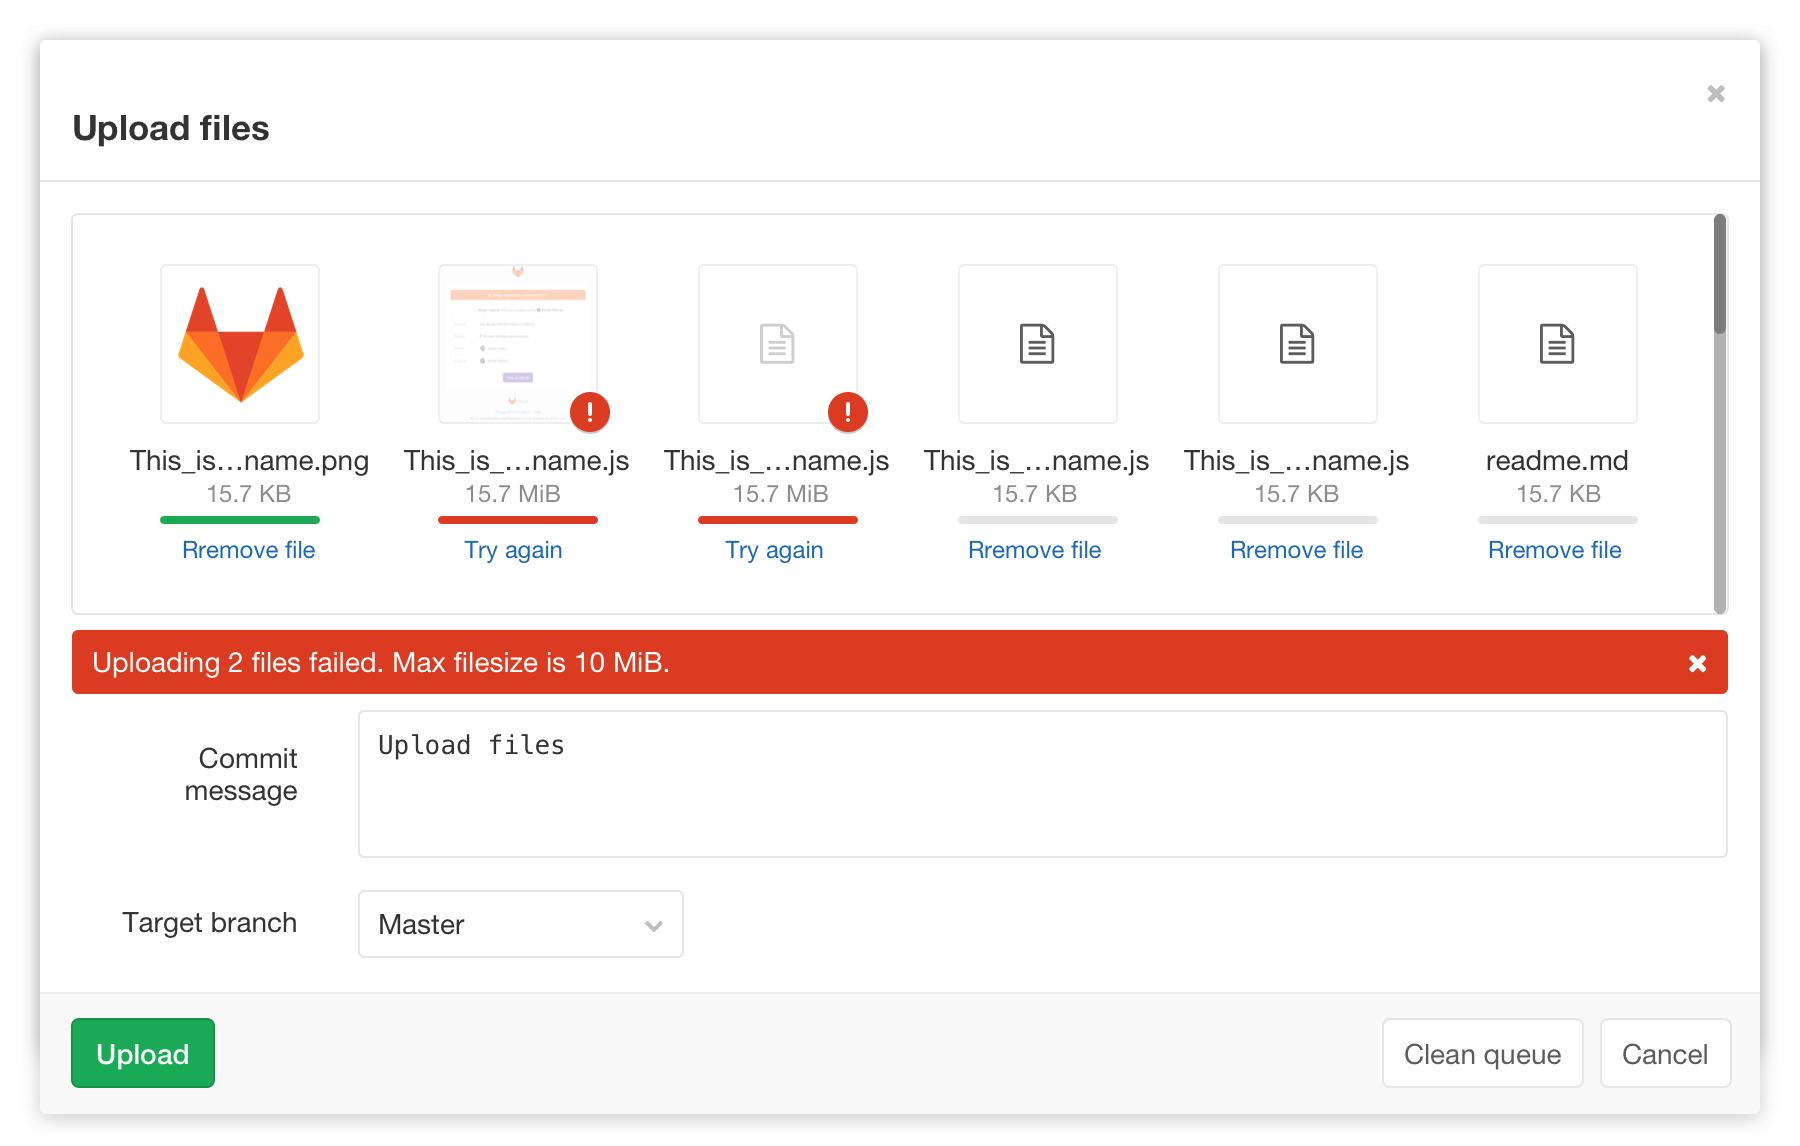 Upload files
This_is...name.png
This_is_...name.js
This_is_...name.js
This_is_...name.js
This_is_...name.js
readme.md
15.7 KB
15.7 MiB
15.7 MiB
15.7 KB
15.7 KB
15.7 KB
Rremove file
Try again
Try again
Rremove file
Rremove file
Rremove file
Uploading 2 files failed. Max filesize is 10 MiB.
Commit
message
Upload files
Target branch
Master
Upload
Clean queue
Cancel